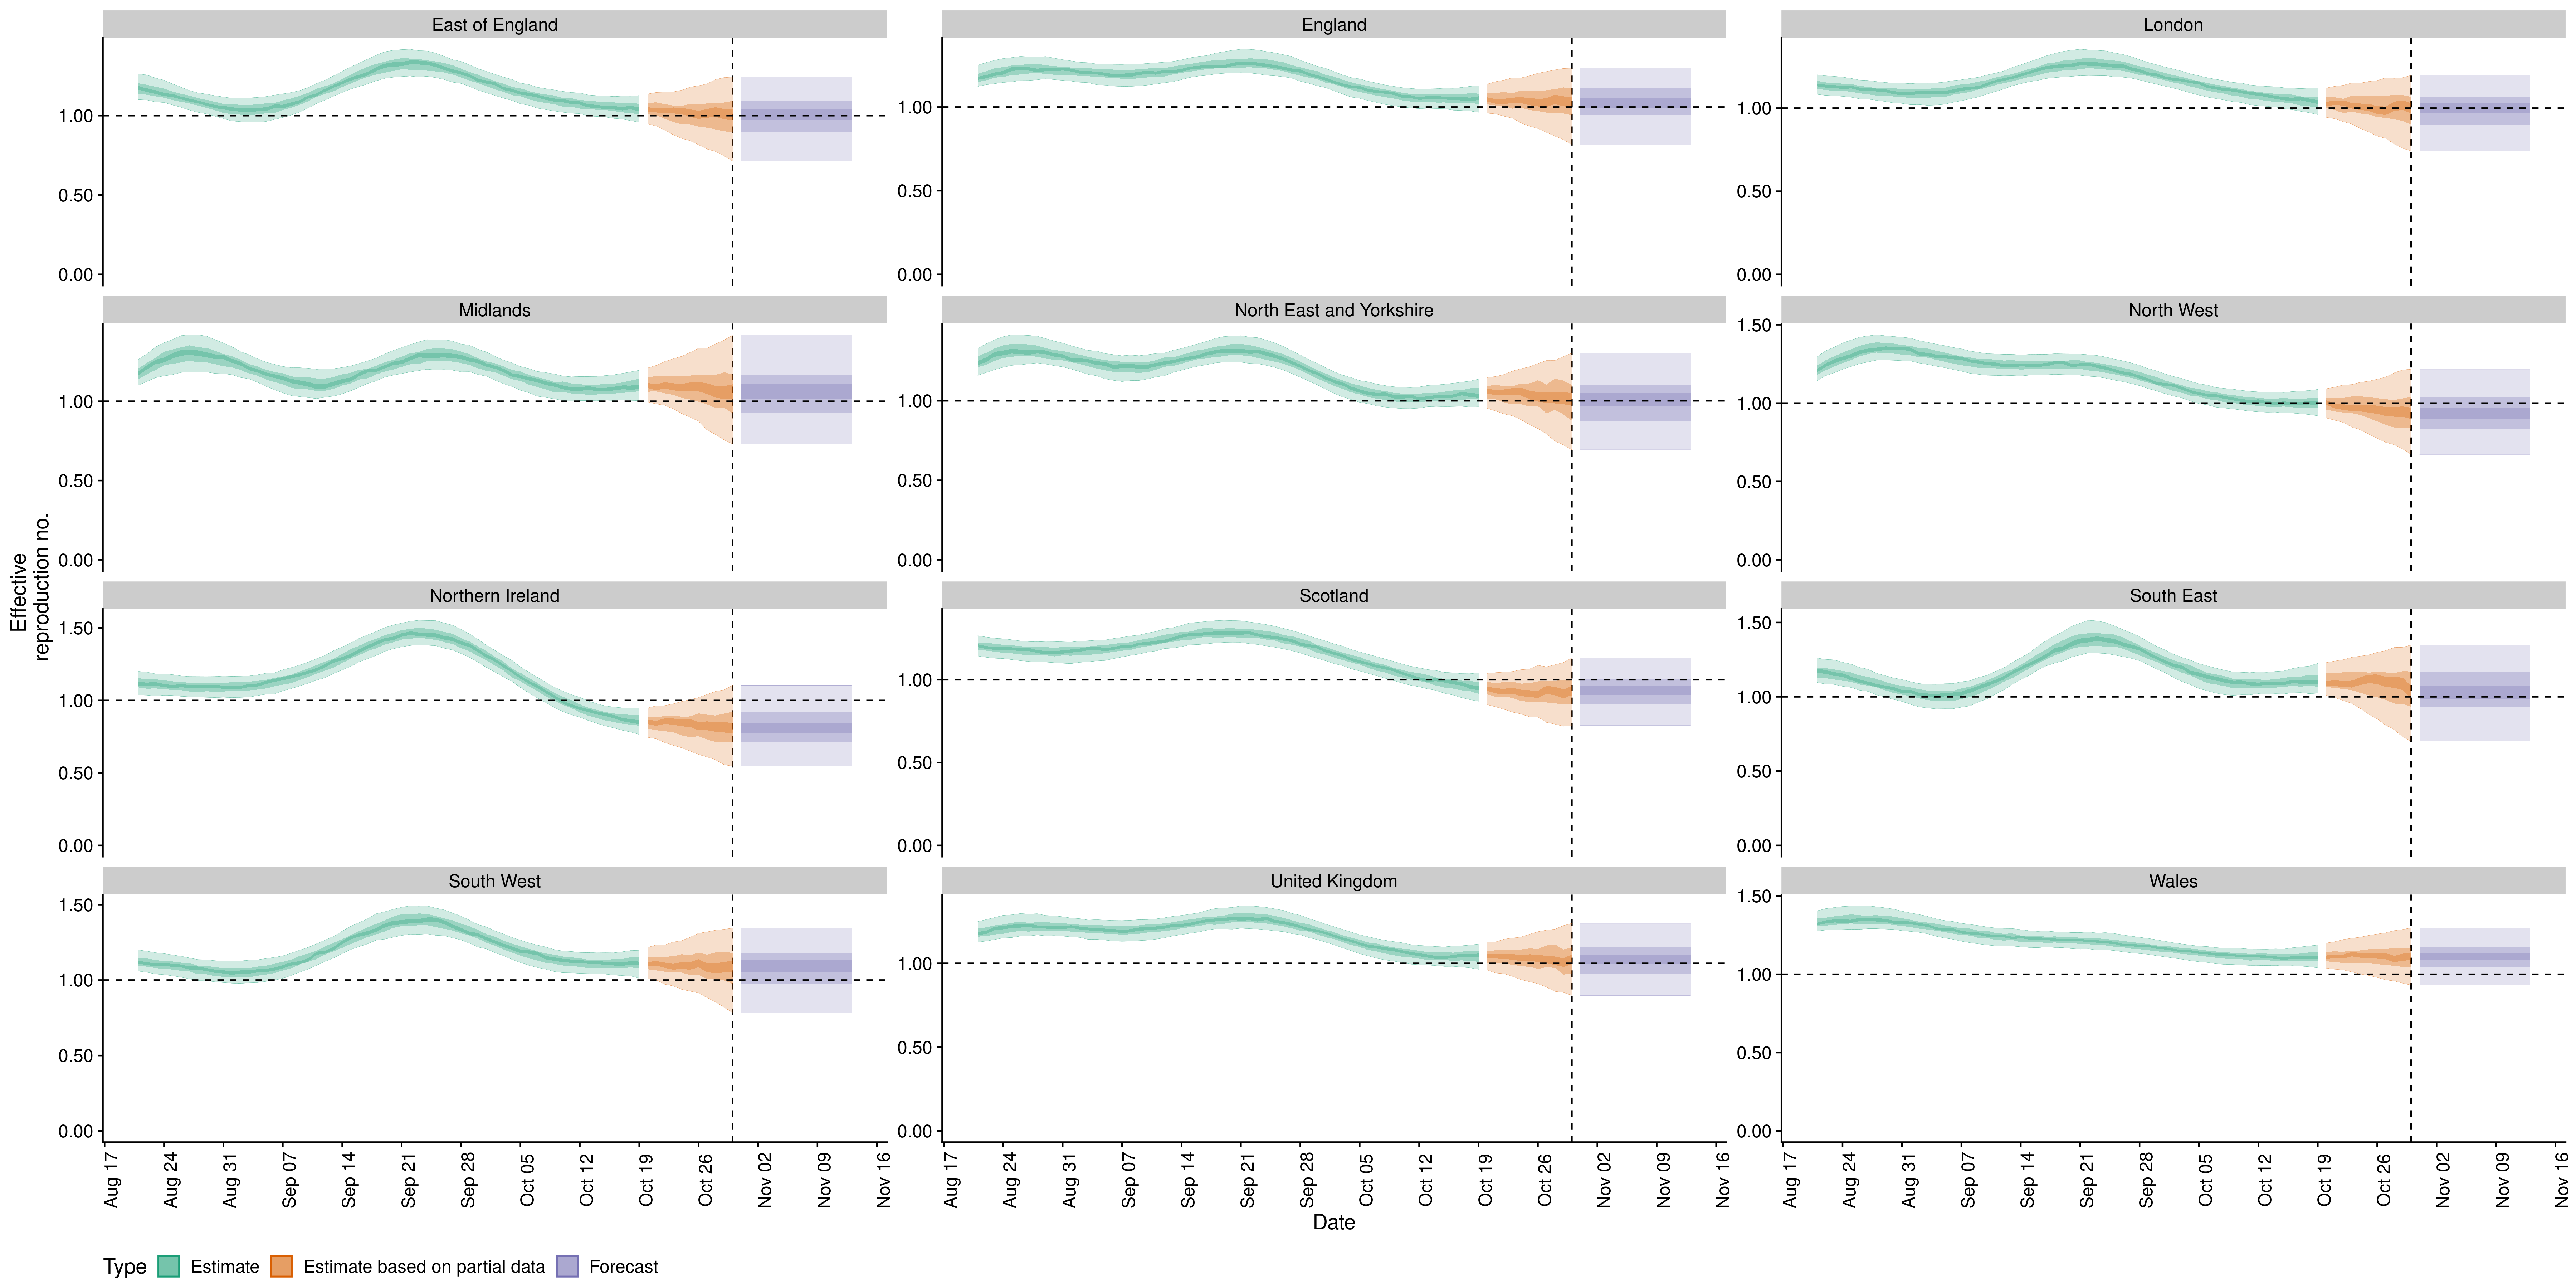 East of England
England
London
1.00
0.50
0.00
1.00
0.50
0.00
1.00
0.50
0.00
Midlands
North East and Yorkshire
North West
1.00
0.50
0.00
1.00
0.50
0.00
1.50
1.00
0.50
0.00
Effective
reproduction no.
Northern Ireland
Scotland
South East
1.50
1.00
0.50
0.00
1.00
0.50
0.00
1.50
1.00
0.50
0.00
South West
United Kingdom
Wales
1.50
1.00
0.50
0.00
1.00
0.50
0.00
1.50
1.00
0.50
0.00
Aug 17
Aug 24
Aug 31
Sep 07
Sep 14
Sep 21
Sep 28
Oct 05
Oct 12
Oct 19
Oct 26
Nov 02
Nov 09
Nov 16
Aug 17
Aug 24
Aug 31
Sep 07
Sep 14
Sep 21
Sep 28
Oct 05
Oct 12
Oct 19
Oct 26
Nov 02
Nov 09
Nov 16
Aug 17
Aug 24
Aug 31
Sep 07
Sep 14
Sep 21
Sep 28
Oct 05
Oct 12
Oct 19
Oct 26
Nov 02
Nov 09
Nov 16
Date
Type Estimate Estimate based on partial data Forecast